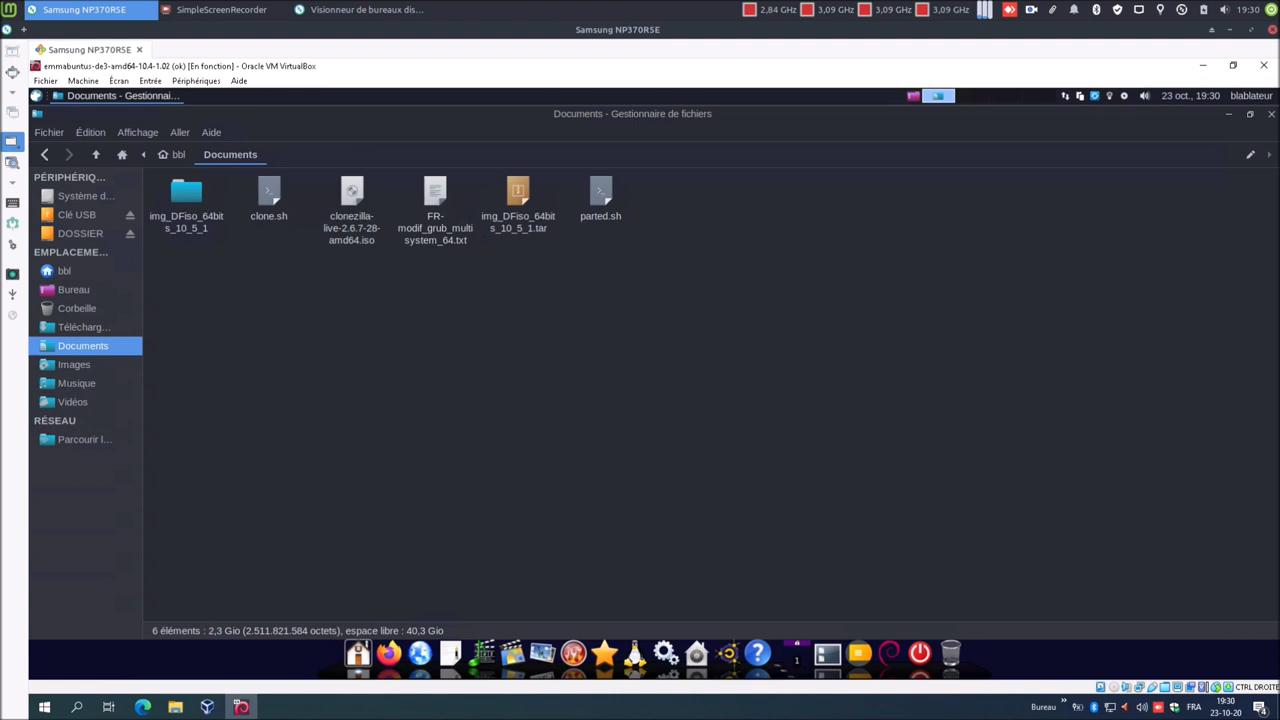 Samsung NP370R5E
SimpleScreenRecorder
Visionneur de bureaux dis...
2,84 GHz
3,09 GHz
3,09 GHz
3,09 GHz
19:30
Samsung NP370R5E
Samsung NP370R5E
emmabuntus-de3-amd64-10.4-1.02 (ok) [En fonction] - Oracle VM VirtualBox
Fichier Machine Écran Entrée Périphériques Aide
Documents - Gestionnai...
23 oct., 19:30
blablateur
Documents - Gestionnaire de fichiers
Fichier Édition Affichage Aller Aide
bbl
Documents
PÉRIPHÉRIQ...
Système d...
Clé USB
DOSSIER
EMPLACEME...
bbl
Bureau
Corbeille
Télécharg...
Documents
Images
Musique
Vidéos
RÉSEAU
Parcourir l...
img_DFiso_64bit
s_10_5_1
clone.sh
clonezilla-
live-2.6.7-28-
amd64.iso
FR-
modif_grub_multi
system_64.txt
img_DFiso_64bit
s_10_5_1.tar
parted.sh
6 éléments : 2,3 Gio (2.511.821.584 octets), espace libre : 40,3 Gio
1
CTRL DROITE
Bureau
FRA
19:30
23-10-20
4